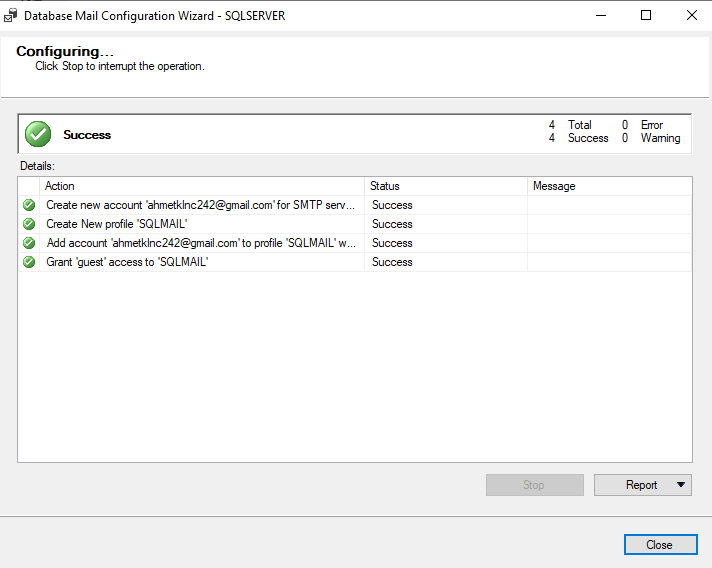 Database Mail Configuration Wizard - SQLSERVER
Configuring...
Click Stop to interrupt the operation.
Success
4 Total 0 Error
4 Success 0 Warning
Details:
Action Status Message
Create new account 'ahmetklnc242@gmail.com' for SMTP serv... Success
Create New profile 'SQLMAIL' Success
Add account 'ahmetklnc242@gmail.com' to profile 'SQLMAIL' w... Success
Grant 'guest' access to 'SQLMAIL' Success
Stop Report
Close